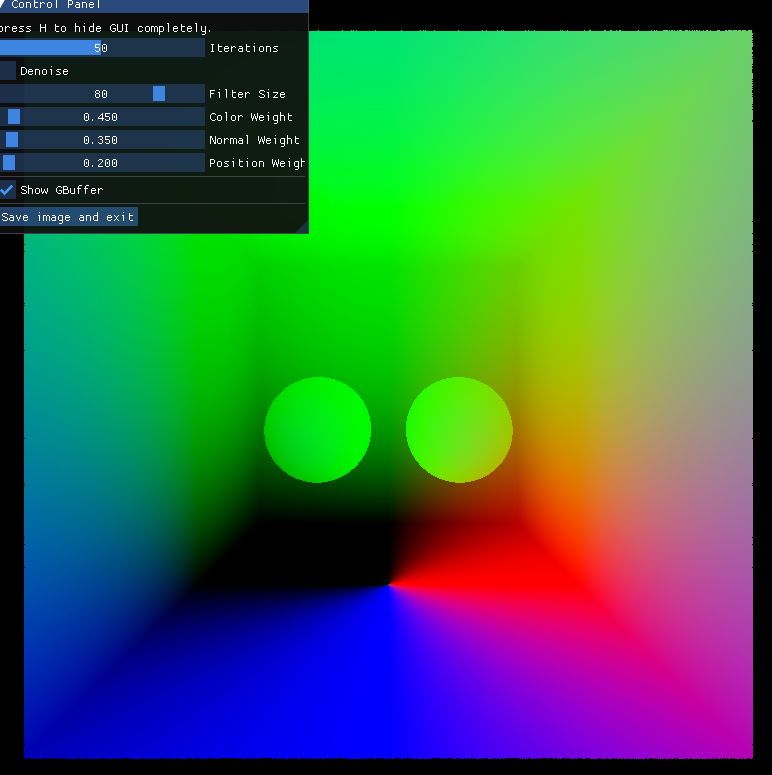 Control Panel
press H to hide GUI completely.
50 Iterations
Denoise
80 Filter Size
0.450 Color Weight
0.350 Normal Weight
0.200 Position Weigh
Show GBuffer
Save image and exit